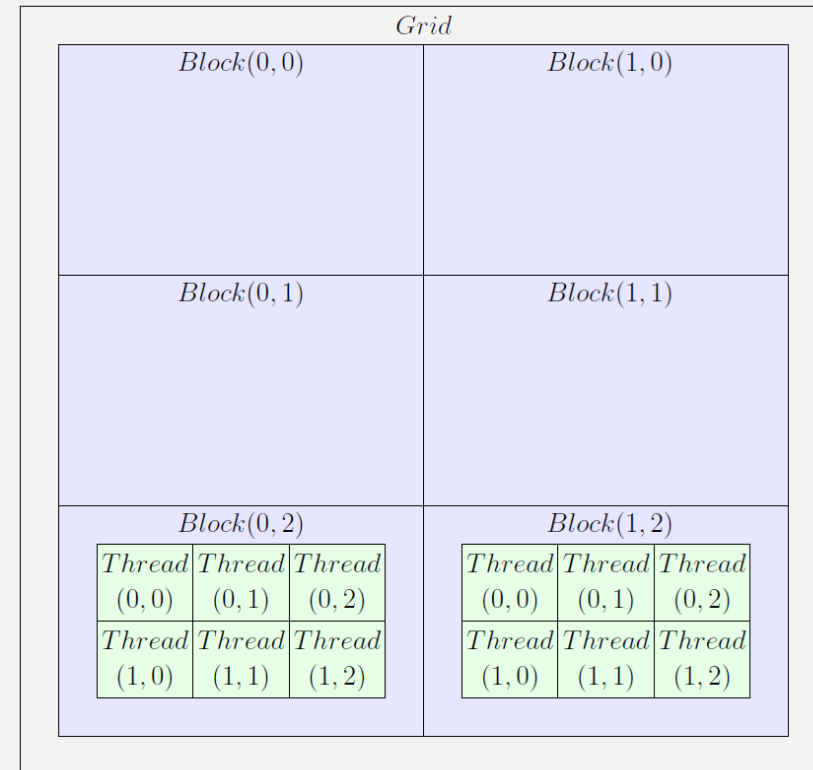 Grid
Block(0, 0) Block(1, 0)
Block(0, 1) Block(1, 1)
Block(0, 2) Block(1, 2)
Thread Thread Thread Thread Thread Thread
(0, 0) (0, 1) (0, 2) (0, 0) (0, 1) (0, 2)
Thread Thread Thread Thread Thread Thread
(1, 0) (1, 1) (1, 2) (1, 0) (1, 1) (1, 2)